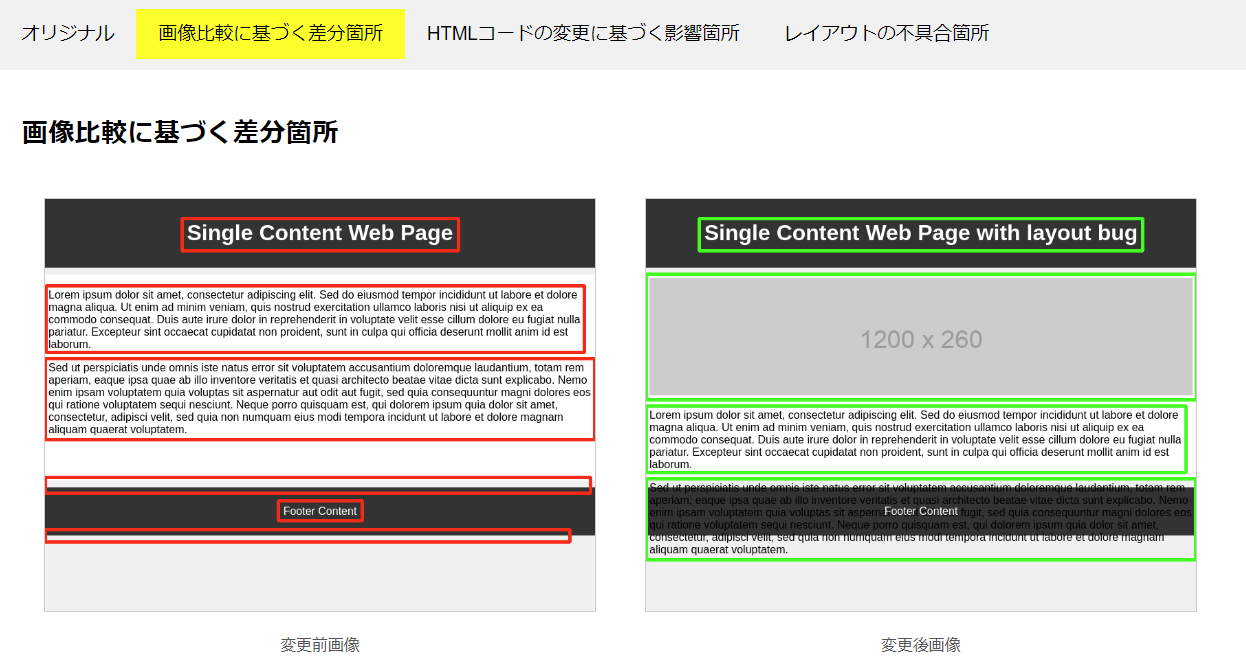 オリジナル
画像比較に基づく差分箇所
HTMLコードの変更に基づく影響箇所
レイアウトの不具合箇所
画像比較に基づく差分箇所
Single Content Web Page
Lorem ipsum dolor sit amet, consectetur adipiscing elit. Sed do eiusmod tempor incididunt ut labore et dolore
magna aliqua. Ut enim ad minim veniam, quis nostrud exercitation ullamco laboris nisi ut aliquip ex ea
commodo consequat. Duis aute irure dolor in reprehenderit in voluptate velit esse cillum dolore eu fugiat nulla
pariatur. Excepteur sint occaecat cupidatat non proident, sunt in culpa qui officia deserunt mollit anim id est
laborum.
Sed ut perspiciatis unde omnis iste natus error sit voluptatem accusantium doloremque laudantium, totam rem
aperiam, eaque ipsa quae ab illo inventore veritatis et quasi architecto beatae vitae dicta sunt explicabo. Nemo
enim ipsam voluptatem quia voluptas sit aspernatur aut odit aut fugit, sed quia consequuntur magni dolores eos
qui ratione voluptatem sequi nesciunt. Neque porro quisquam est, qui dolorem ipsum quia dolor sit amet,
consectetur, adipisci velit, sed quia non numquam eius modi tempora incidunt ut labore et dolore magnam
aliquam quaerat voluptatem.
Footer Content
変更前画像
Single Content Web Page with layout bug
1200 x 260
Lorem ipsum dolor sit amet, consectetur adipiscing elit. Sed do eiusmod tempor incididunt ut labore et dolore
magna aliqua. Ut enim ad minim veniam, quis nostrud exercitation ullamco laboris nisi ut aliquip ex ea
commodo consequat. Duis aute irure dolor in reprehenderit in voluptate velit esse cillum dolore eu fugiat nulla
pariatur. Excepteur sint occaecat cupidatat non proident, sunt in culpa qui officia deserunt mollit anim id est
laborum.
Sed ut perspiciatis unde omnis iste natus error sit voluptatem accusantium doloremque laudantium, totam rem
aperiam, eaque ipsa quae ab illo inventore veritatis et quasi architecto beatae vitae dicta sunt explicabo. Nemo
enim ipsam voluptatem quia voluptas sit fugit, sed quia consequuntur magni dolores eos
Footer Content
qui ratione voluptatem sequi nesciunt. Neque porro quisquam est, qui dolorem ipsum quia dolor sit amet,
consectetur, adipisci velit, sed quia non numquam eius modi tempora incidunt ut labore et dolore magnam
aliquam quaerat voluptatem.
変更後画像